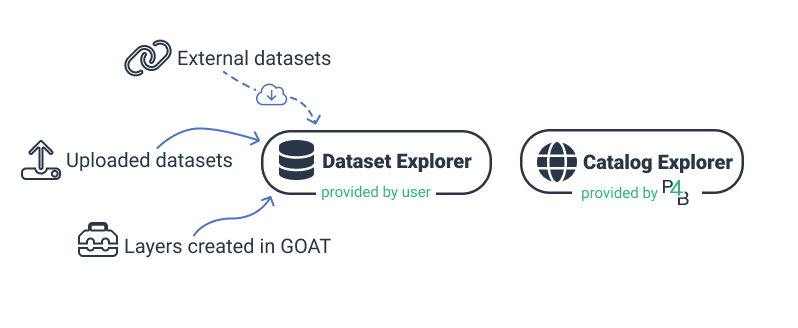 External datasets
Uploaded datasets
Dataset Explorer
provided by user
Catalog Explorer
provided by P4B
Layers created in GOAT